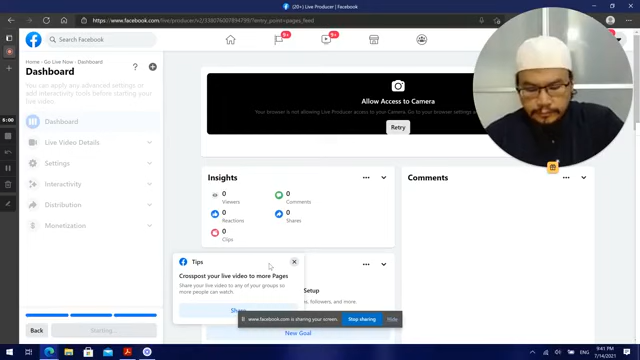 (20+) Live Producer | Facebook
https://www.facebook.com/live/producer/v2/338076007894799/?entry_point=pages_feed
Search Facebook
9+
9+
Home · Go Live Now · Dashboard
Dashboard
You can apply any advanced settings or add interactivity tools before starting your live video.
Dashboard
Live Video Details
Settings
Interactivity
Distribution
Monetization
Back
Starting...
5:00
Allow Access to Camera
Your browser is not allowing Live Producer access to your Camera. Go to your browser settings
Retry
Insights
0
Viewers
0
Comments
0
Reactions
0
Shares
0
Clips
Comments
Tips
Crosspost your live video to more Pages
Share your live video to any of your groups so more people can watch.
Share
Setup
s, followers, and more.
New Goal
www.facebook.com is sharing your screen.
Stop sharing
Hide
ENG
9:41 PM
7/14/2021